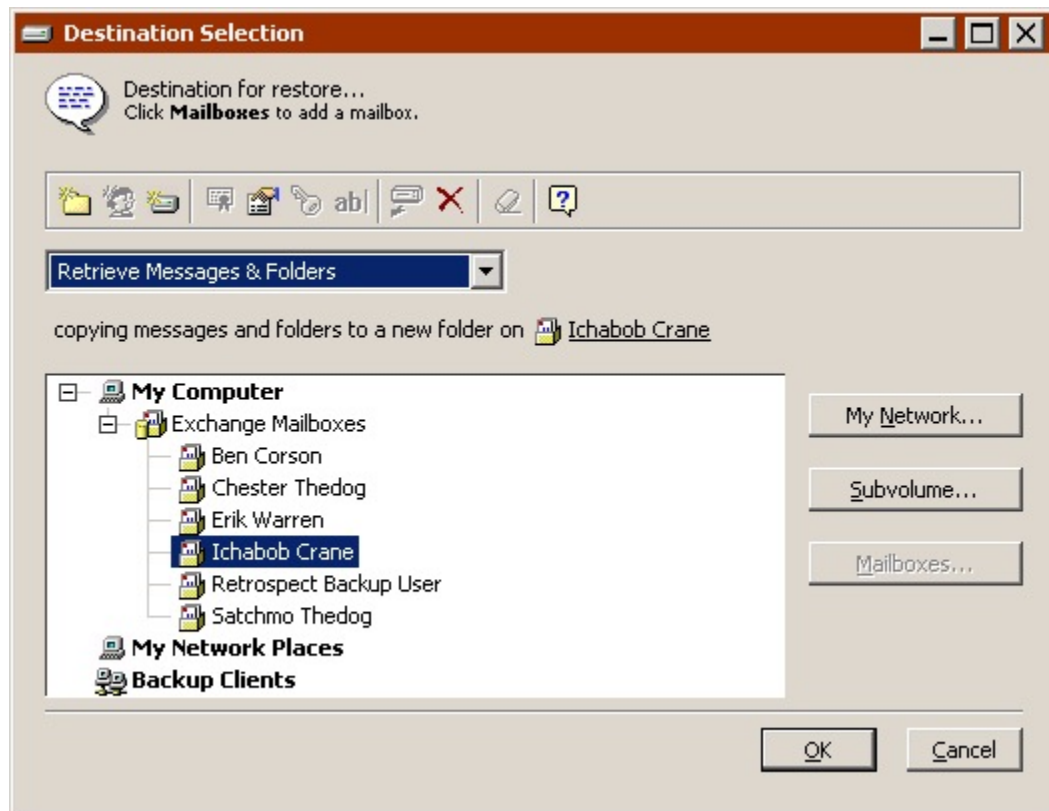 Destination Selection
Destination for restore...
Click Mailboxes to add a mailbox.
ab|
Retrieve Messages & Folders
copying messages and folders to a new folder on Ichabob Crane
My Computer
Exchange Mailboxes
Ben Corson
Chester Thedog
Erik Warren
Ichabob Crane
Retrospect Backup User
Satchmo Thedog
My Network Places
Backup Clients
My Network...
Subvolume...
Mailboxes...
OK
Cancel